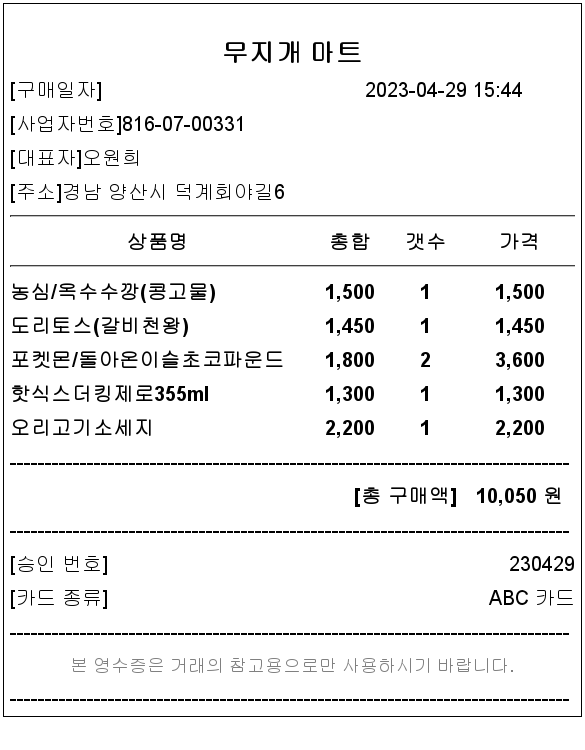 무지개 마트
[구매일자] 2023-04-29 15:44
[사업자번호]816-07-00331
[대표자]오원희
[주소]경남 양산시 덕계회야길6
상품명 총합 갯수 가격
농심/옥수수깡(콩고물) 1,500 1 1,500
도리토스(갈비천왕) 1,450 1 1,450
포켓몬/돌아온이슬초코파운드 1,800 2 3,600
핫식스더킹제로355ml 1,300 1 1,300
오리고기소세지 2,200 1 2,200
[총 구매액] 10,050 원
[승인 번호] 230429
[카드 종류] ABC 카드
본 영수증은 거래의 참고용으로만 사용하시기 바랍니다.